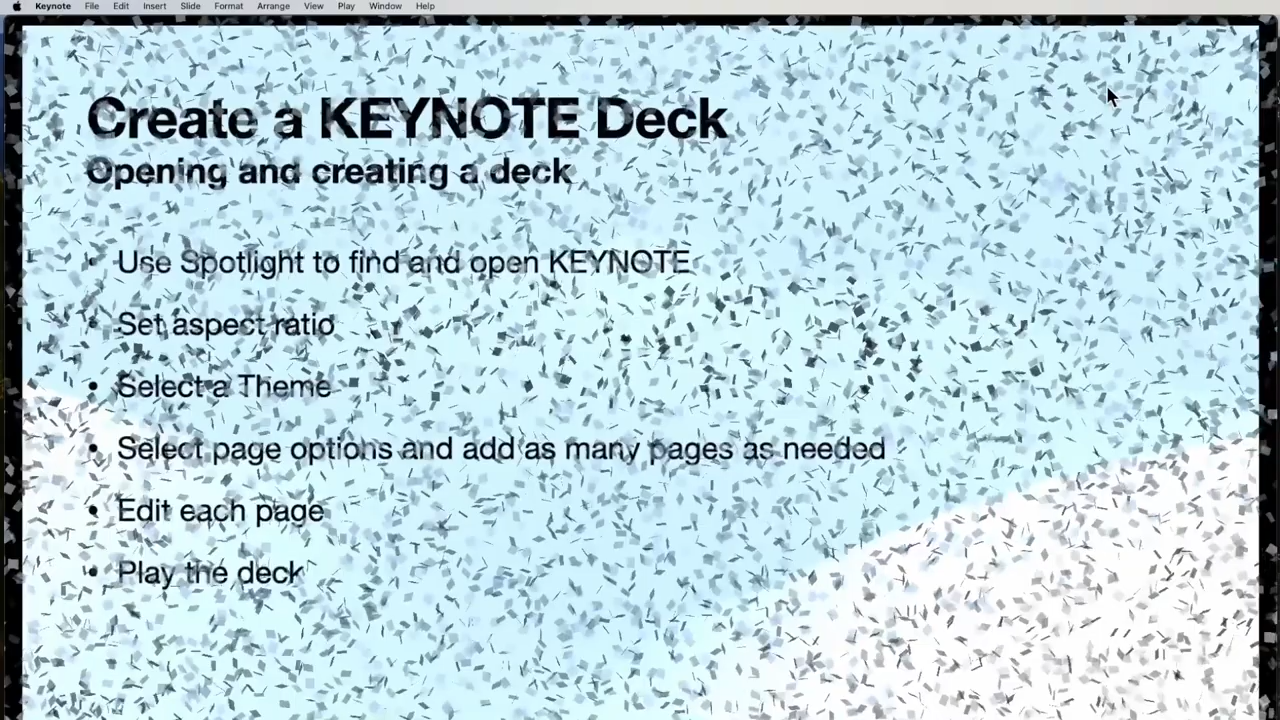 Keynote File Edit Insert Slide Format Arrange View Play Window Help
Create a KEYNOTE Deck
Opening and creating a deck
• Use Spotlight to find and open KEYNOTE
• Set aspect ratio
• Select a Theme
• Select page options and add as many pages as needed
• Edit each page
• Play the deck